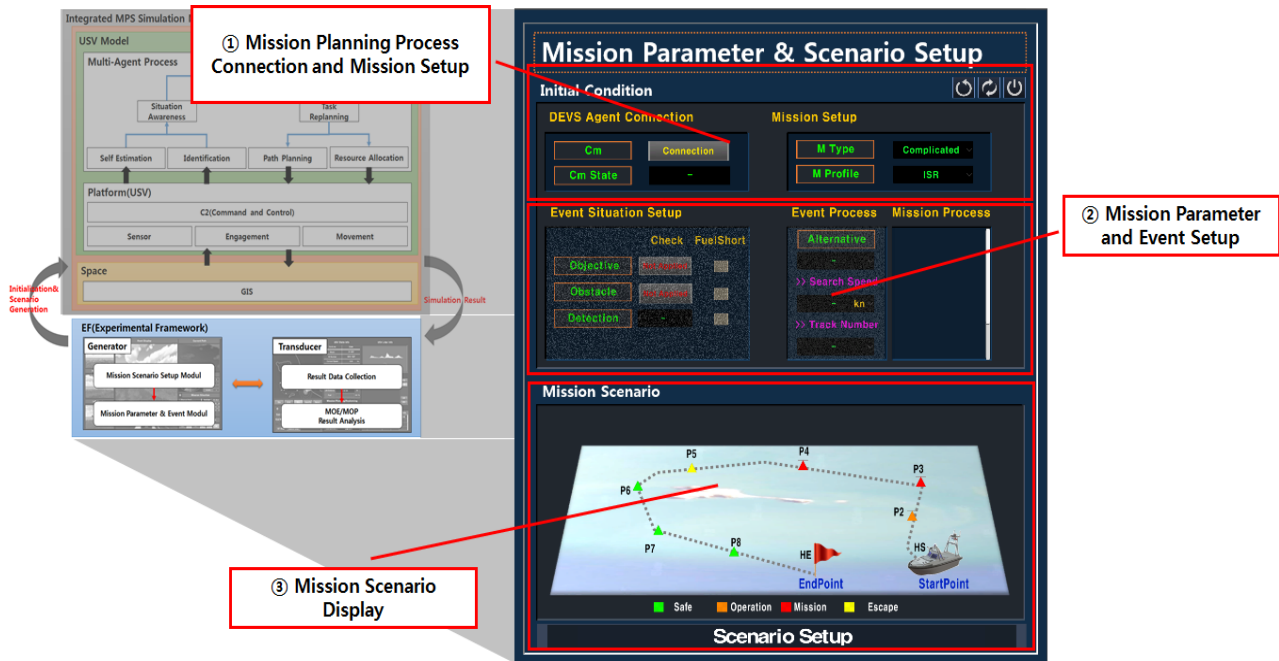 Integrated MPS Simulation
USV Model
Multi-Agent Process
Situation
Awareness
Task
Replanning
Self Estimation
Identification
Path Planning
Resource Allocation
Platform(USV)
C2(Command and Control)
Sensor
Engagement
Movement
Space
GIS
Initialization&
Scenario
Generation
Simulation Result
EF(Experimental Framework)
Generator
Mission Scenario Setup Modul
Mission Parameter & Event Modul
Transducer
Result Data Collection
MOE/MOP
Result Analysis
① Mission Planning Process
Connection and Mission Setup
② Mission Parameter
and Event Setup
③ Mission Scenario
Display
Mission Parameter & Scenario Setup
Initial Condition
DEVS Agent Connection
Cm
Connection
Cm State
-
Mission Setup
M Type
Complicated
M Profile
ISR
Event Situation Setup
Check FuelShort
Objective
Obstacle
Detection
-
Event Process
Alternative
-
>> Search Speed
- kn
>> Track Number
-
Mission Process
Mission Scenario
P5
P4
P3
P6
P2
P7
P8
HS
HE
EndPoint
StartPoint
Safe
Operation
Mission
Escape
Scenario Setup